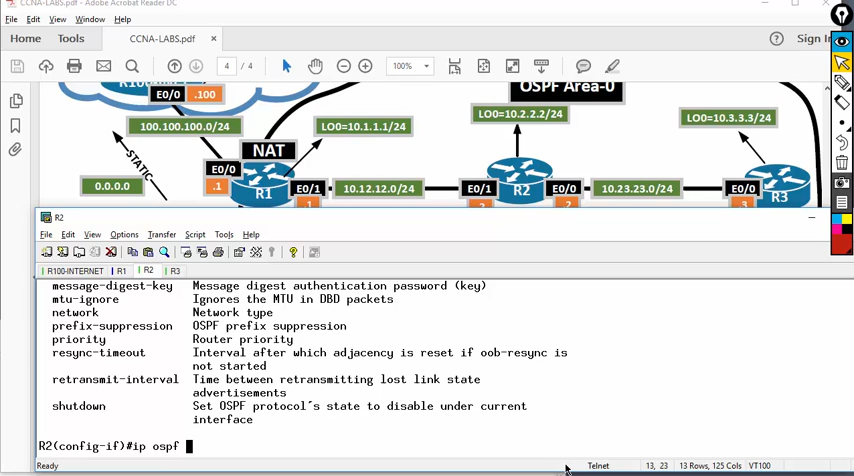 CCNA-LABS.pdf - Adobe Acrobat Reader DC
File Edit View Window Help
Home Tools CCNA-LABS.pdf × Sign In
4 / 4 100%
OSPF Area-0
E0/0 .100
LO0=10.2.2.2/24
LO0=10.3.3.3/24
100.100.100.0/24
LO0=10.1.1.1/24
STATIC
NAT
E0/0
0.0.0.0
.1
R1
E0/1
10.12.12.0/24
E0/1
R2
E0/0
10.23.23.0/24
E0/0
R3
.1
.2
.2
.3
R2
File Edit View Options Transfer Script Tools Help
R100-INTERNET R1 R2 R3
message-digest-key Message digest authentication password (key)
mtu-ignore Ignores the MTU in DBD packets
network Network type
prefix-suppression OSPF prefix suppression
priority Router priority
resync-timeout Interval after which adjacency is reset if oob-resync is
not started
retransmit-interval Time between retransmitting lost link state
advertisements
shutdown Set OSPF protocol's state to disable under current
interface
R2(config-if)#ip ospf
Ready Telnet 13, 23 13 Rows, 125 Cols VT100